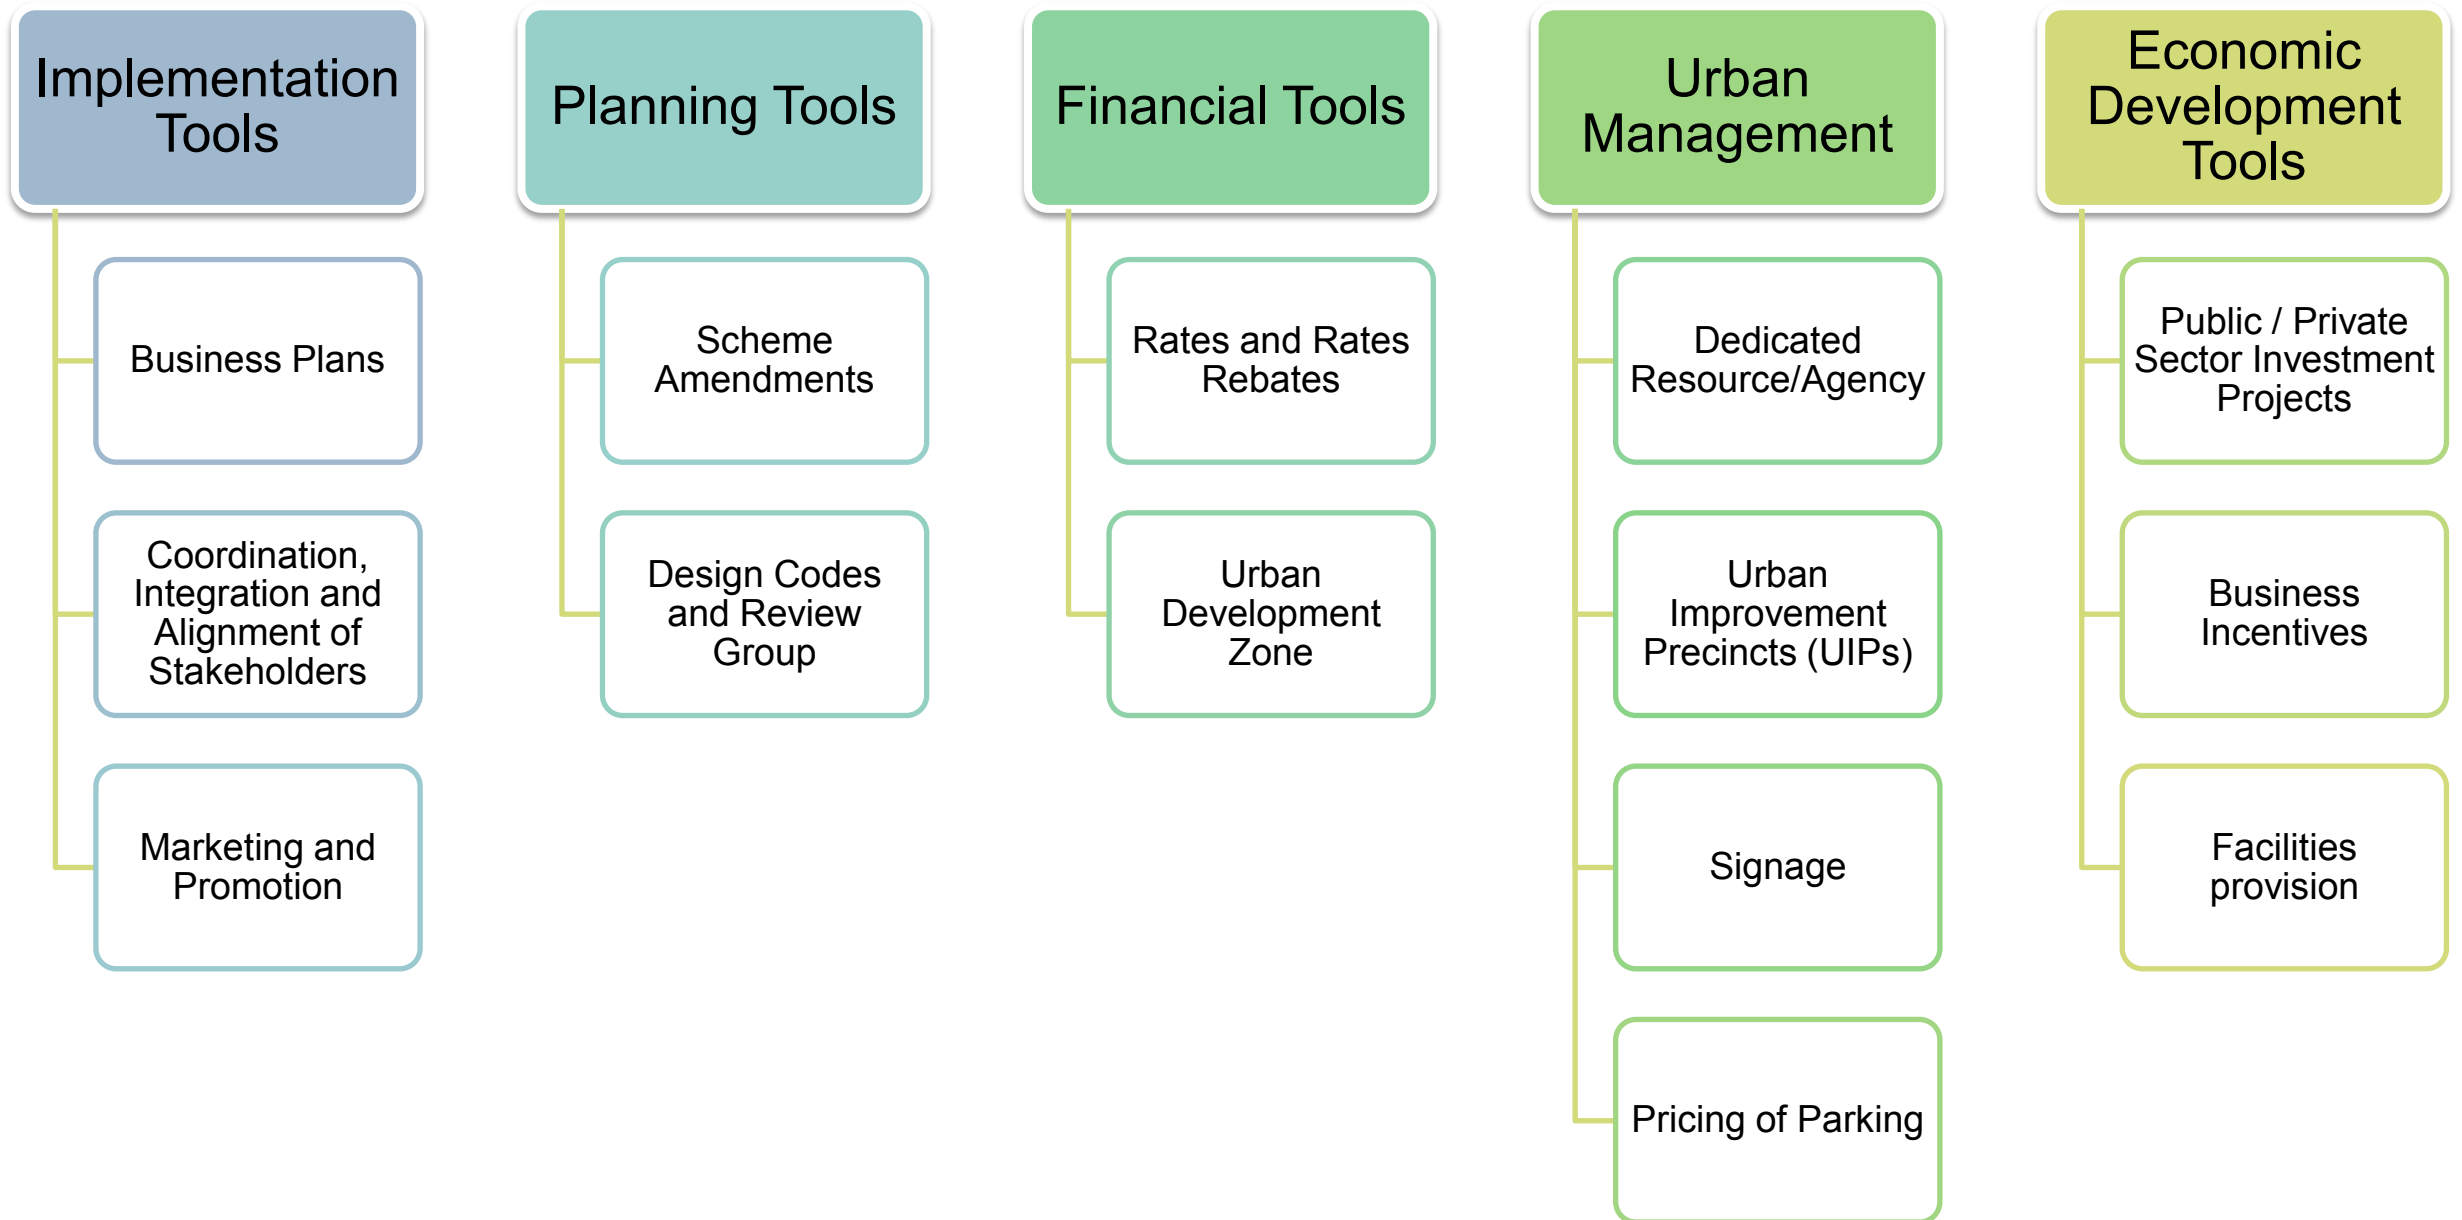 Implementation
Tools
Business Plans
Coordination,
Integration and
Alignment of
Stakeholders
Marketing and
Promotion
Planning Tools
Scheme
Amendments
Design Codes
and Review
Group
Financial Tools
Rates and Rates
Rebates
Urban
Development
Zone
Urban
Management
Dedicated
Resource/Agency
Urban
Improvement
Precincts (UIPs)
Signage
Pricing of Parking
Economic
Development
Tools
Public / Private
Sector Investment
Projects
Business
Incentives
Facilities
provision